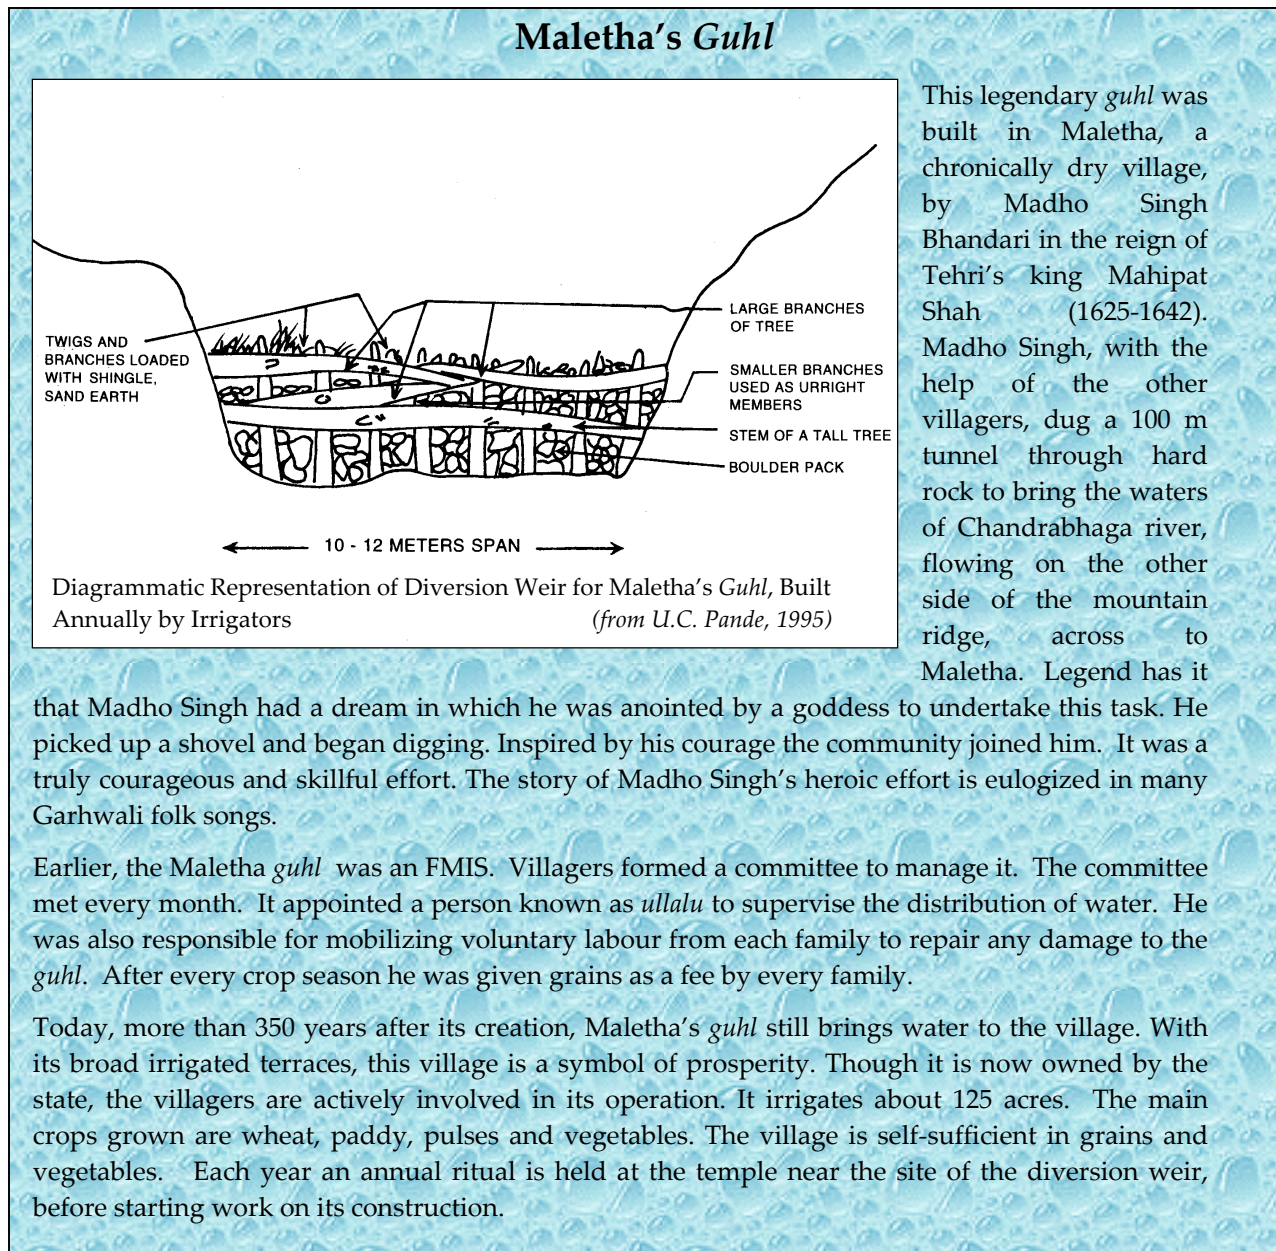 Maletha's Guhl
TWIGS AND
BRANCHES LOADED
WITH SHINGLE,
SAND EARTH
LARGE BRANCHES
OF TREE
SMALLER BRANCHES
USED AS URRIGHT
MEMBERS
STEM OF A TALL TREE
BOULDER PACK
10 - 12 METERS SPAN
Diagrammatic Representation of Diversion Weir for Maletha's Guhl, Built
Annually by Irrigators (from U.C. Pande, 1995)
This legendary guhl was
built in Maletha, a
chronically dry village,
by Madho Singh
Bhandari in the reign of
Tehri's king Mahipat
Shah (1625-1642).
Madho Singh, with the
help of the other
villagers, dug a 100 m
tunnel through hard
rock to bring the waters
of Chandrabhaga river,
flowing on the other
side of the mountain
ridge, across to
Maletha. Legend has it
that Madho Singh had a dream in which he was anointed by a goddess to undertake this task. He
picked up a shovel and began digging. Inspired by his courage the community joined him. It was a
truly courageous and skillful effort. The story of Madho Singh's heroic effort is eulogized in many
Garhwali folk songs.
Earlier, the Maletha guhl was an FMIS. Villagers formed a committee to manage it. The committee
met every month. It appointed a person known as ullalu to supervise the distribution of water. He
was also responsible for mobilizing voluntary labour from each family to repair any damage to the
guhl. After every crop season he was given grains as a fee by every family.
Today, more than 350 years after its creation, Maletha's guhl still brings water to the village. With
its broad irrigated terraces, this village is a symbol of prosperity. Though it is now owned by the
state, the villagers are actively involved in its operation. It irrigates about 125 acres. The main
crops grown are wheat, paddy, pulses and vegetables. The village is self-sufficient in grains and
vegetables. Each year an annual ritual is held at the temple near the site of the diversion weir,
before starting work on its construction.